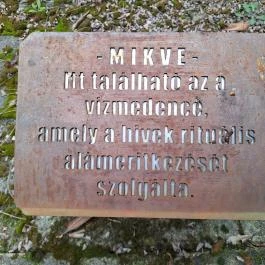 - MIKVE -
Itt található az a
vízmedence,
amely a hívek rituális
alámerítkezését
szolgálta.